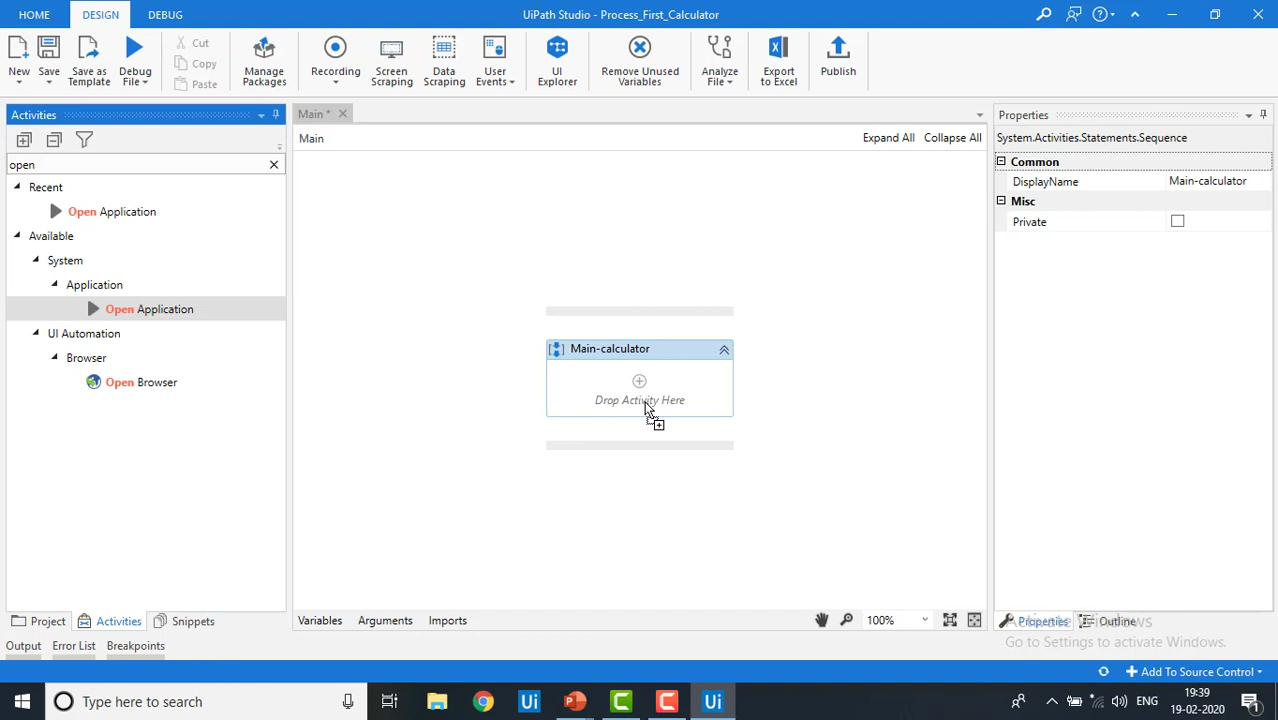 HOME DESIGN DEBUG UiPath Studio - Process_First_Calculator
New Save Save as Template Debug File Cut Copy Paste Manage Packages Recording Screen Scraping Data Scraping User Events UI Explorer Remove Unused Variables Analyze File Export to Excel Publish
Activities
Main *
Properties
Main
Expand All Collapse All
System.Activities.Statements.Sequence
open
Common
DisplayName Main-calculator
Misc
Private
Recent
Open Application
Available
System
Application
Open Application
UI Automation
Browser
Open Browser
Main-calculator
Drop Activity Here
Project Activities Snippets
Variables Arguments Imports
100%
Properties Outline
Activate Windows
Go to Settings to activate Windows.
Output Error List Breakpoints
Add To Source Control
Type here to search
Ui
Ui
ENG
19:39
19-02-2020
1